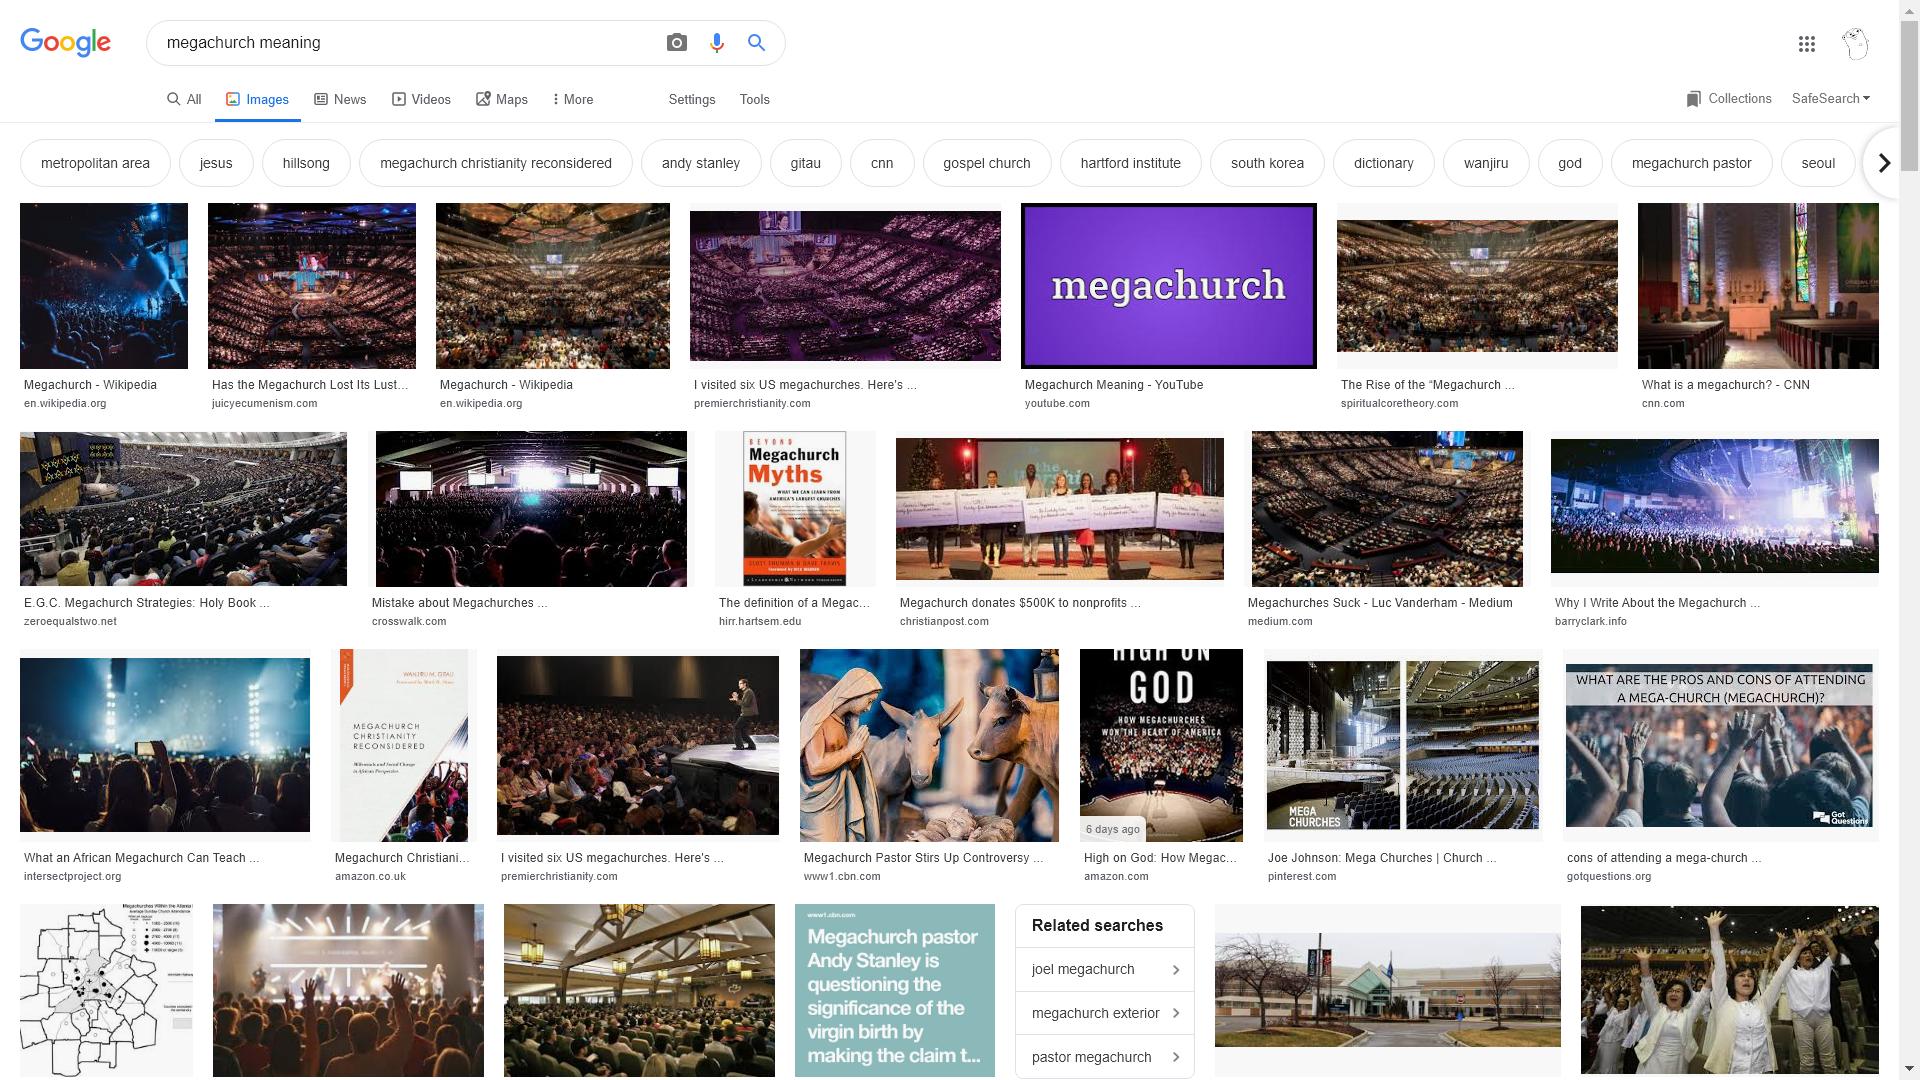 Google
megachurch meaning
All
Images
News
Videos
Maps
More
Settings
Tools
Collections
SafeSearch
metropolitan area
jesus
hillsong
megachurch christianity reconsidered
andy stanley
gitau
cnn
gospel church
hartford institute
south korea
dictionary
wanjiru
god
megachurch pastor
seoul
megachurch
Megachurch - Wikipedia
en.wikipedia.org
Has the Megachurch Lost Its Lust...
juicyecumenism.com
Megachurch - Wikipedia
en.wikipedia.org
I visited six US megachurches. Here's ...
premierchristianity.com
Megachurch Meaning - YouTube
youtube.com
The Rise of the “Megachurch ...
spiritualcoretheory.com
What is a megachurch? - CNN
cnn.com
BEYOND
Megachurch
Myths
WHAT WE CAN LEARN FROM
AMERICA'S LARGEST CHURCHES
SCOTT THUMMA & DAVE TRAVIS
E.G.C. Megachurch Strategies: Holy Book ...
zeroequalstwo.net
Mistake about Megachurches ...
crosswalk.com
The definition of a Megac...
hirr.hartsem.edu
Megachurch donates $500K to nonprofits ...
christianpost.com
Megachurches Suck - Luc Vanderham - Medium
medium.com
Why I Write About the Megachurch ...
barryclark.info
WANJIRU M. GITAU
MEGACHURCH
CHRISTIANITY
RECONSIDERED
Millennials and Social Change
in African Perspective
HIGH ON
GOD
HOW MEGACHURCHES
WON THE HEART OF AMERICA
6 days ago
MEGA
CHURCHES
WHAT ARE THE PROS AND CONS OF ATTENDING
A MEGA-CHURCH (MEGACHURCH)?
Got
Questions
What an African Megachurch Can Teach ...
intersectproject.org
Megachurch Christiani...
amazon.co.uk
I visited six US megachurches. Here's ...
premierchristianity.com
Megachurch Pastor Stirs Up Controversy ...
www1.cbn.com
High on God: How Megac...
amazon.com
Joe Johnson: Mega Churches | Church ...
pinterest.com
cons of attending a mega-church ...
gotquestions.org
Megachurches Within the Atlanta
Average Sunday Church Attendance
www1.cbn.com
Megachurch pastor
Andy Stanley is
questioning the
significance of the
virgin birth by
making the claim t...
Related searches
joel megachurch
megachurch exterior
pastor megachurch